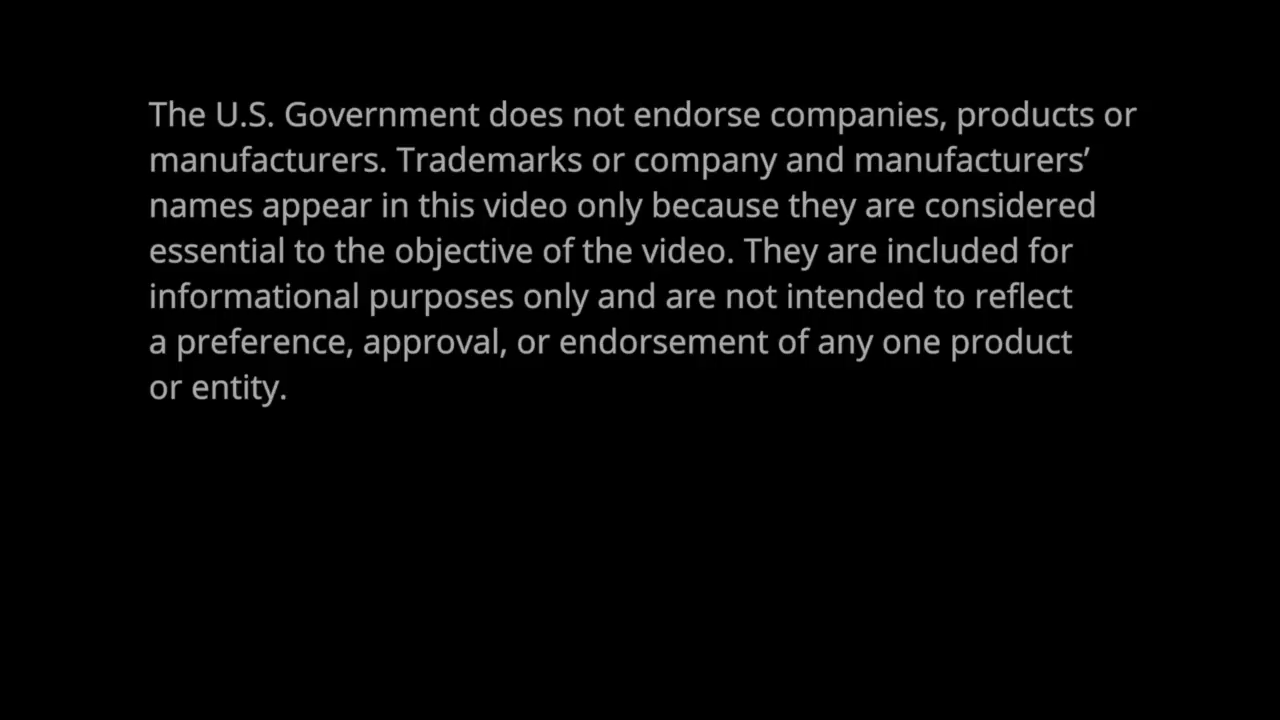 The U.S. Government does not endorse companies, products or
manufacturers. Trademarks or company and manufacturers’
names appear in this video only because they are considered
essential to the objective of the video. They are included for
informational purposes only and are not intended to reflect
a preference, approval, or endorsement of any one product
or entity.